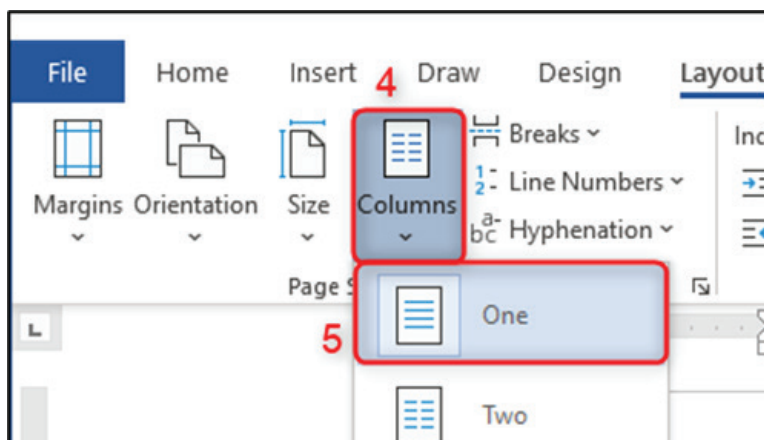 File Home Insert 4 Draw Design Layout
Breaks
Line Numbers
Hyphenation
Margins Orientation Size Columns
Page
5 One
Two